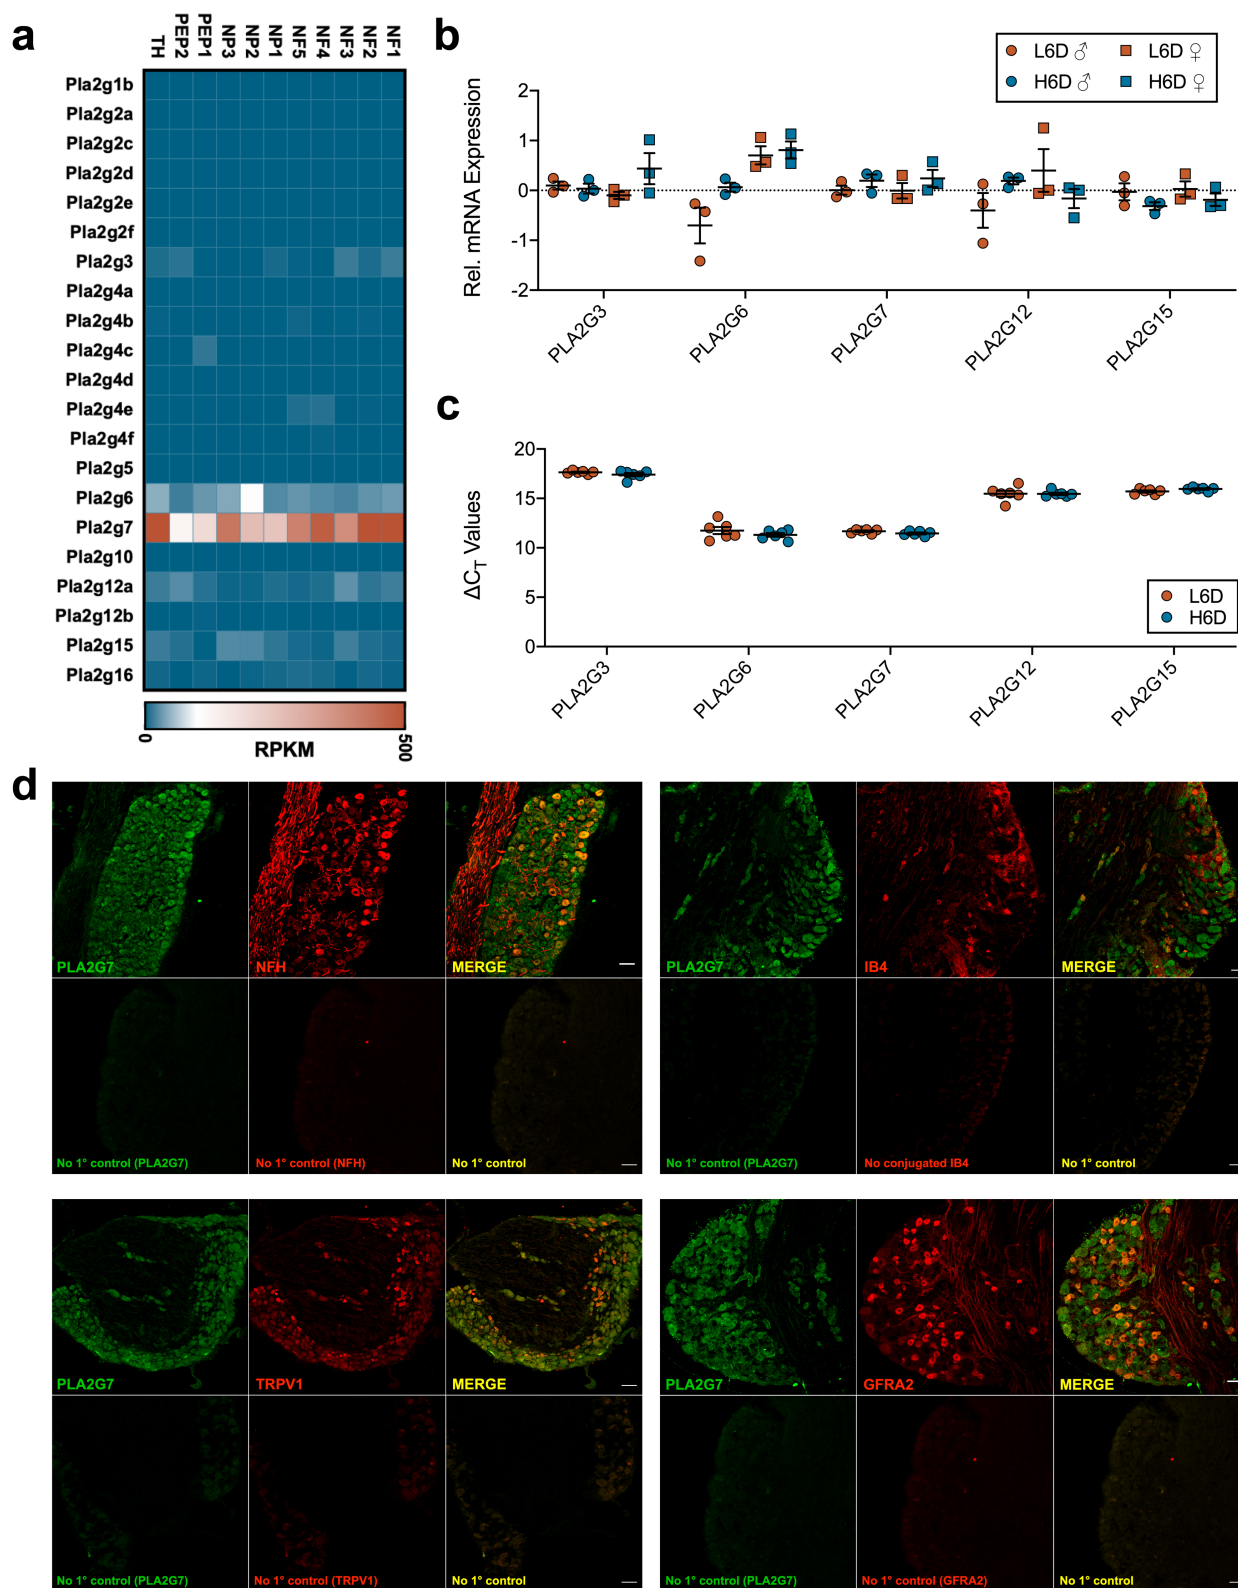 a
TH PEP2 PEP1 NP3 NP2 NP1 NF5 NF4 NF3 NF2 NF1
Pla2g1b
Pla2g2a
Pla2g2c
Pla2g2d
Pla2g2e
Pla2g2f
Pla2g3
Pla2g4a
Pla2g4b
Pla2g4c
Pla2g4d
Pla2g4e
Pla2g4f
Pla2g5
Pla2g6
Pla2g7
Pla2g10
Pla2g12a
Pla2g12b
Pla2g15
Pla2g16
0 500
RPKM
b
L6D ♂ L6D ♀
H6D ♂ H6D ♀
Rel. mRNA Expression
2
1
0
-1
-2
PLA2G3 PLA2G6 PLA2G7 PLA2G12 PLA2G15
c
ΔCT Values
20
15
10
5
0
L6D
H6D
PLA2G3 PLA2G6 PLA2G7 PLA2G12 PLA2G15
d
PLA2G7 NFH MERGE
No 1° control (PLA2G7) No 1° control (NFH) No 1° control
PLA2G7 IB4 MERGE
No 1° control (PLA2G7) No conjugated IB4 No 1° control
PLA2G7 TRPV1 MERGE
No 1° control (PLA2G7) No 1° control (TRPV1) No 1° control
PLA2G7 GFRA2 MERGE
No 1° control (PLA2G7) No 1° control (GFRA2) No 1° control